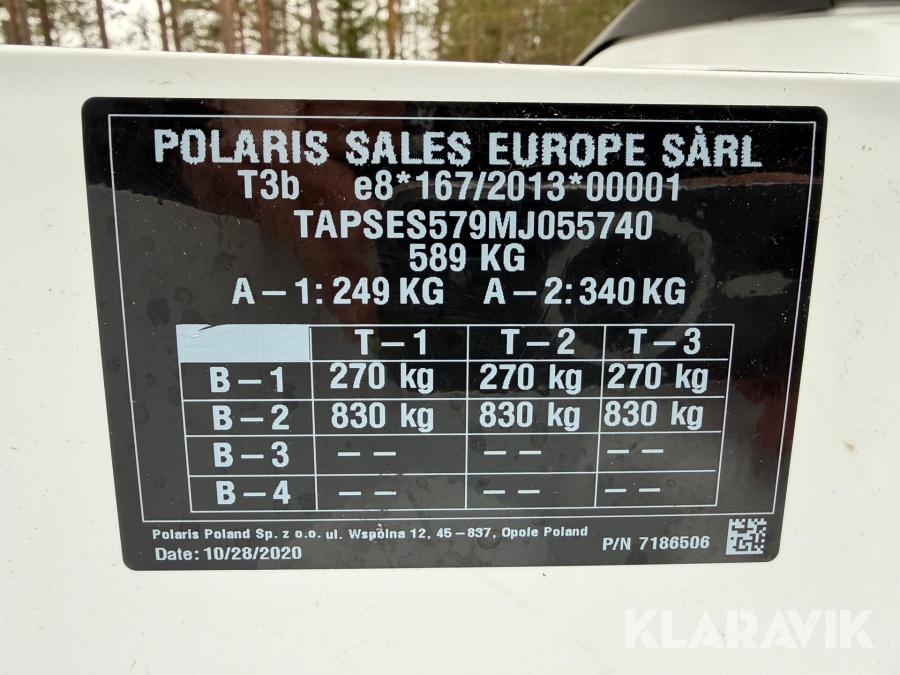 POLARIS SALES EUROPE SÀRL
T3b e8*167/2013*00001
TAPSES579MJ055740
589 KG
A-1: 249 KG A-2: 340 KG
T-1 T-2 T-3
B-1 270 kg 270 kg 270 kg
B-2 830 kg 830 kg 830 kg
B-3 -- -- --
B-4 -- -- --
Polaris Poland Sp. z o.o. ul. Wspólna 12, 45-837, Opole Poland
Date: 10/28/2020 P/N 7186506
KLARAVIK